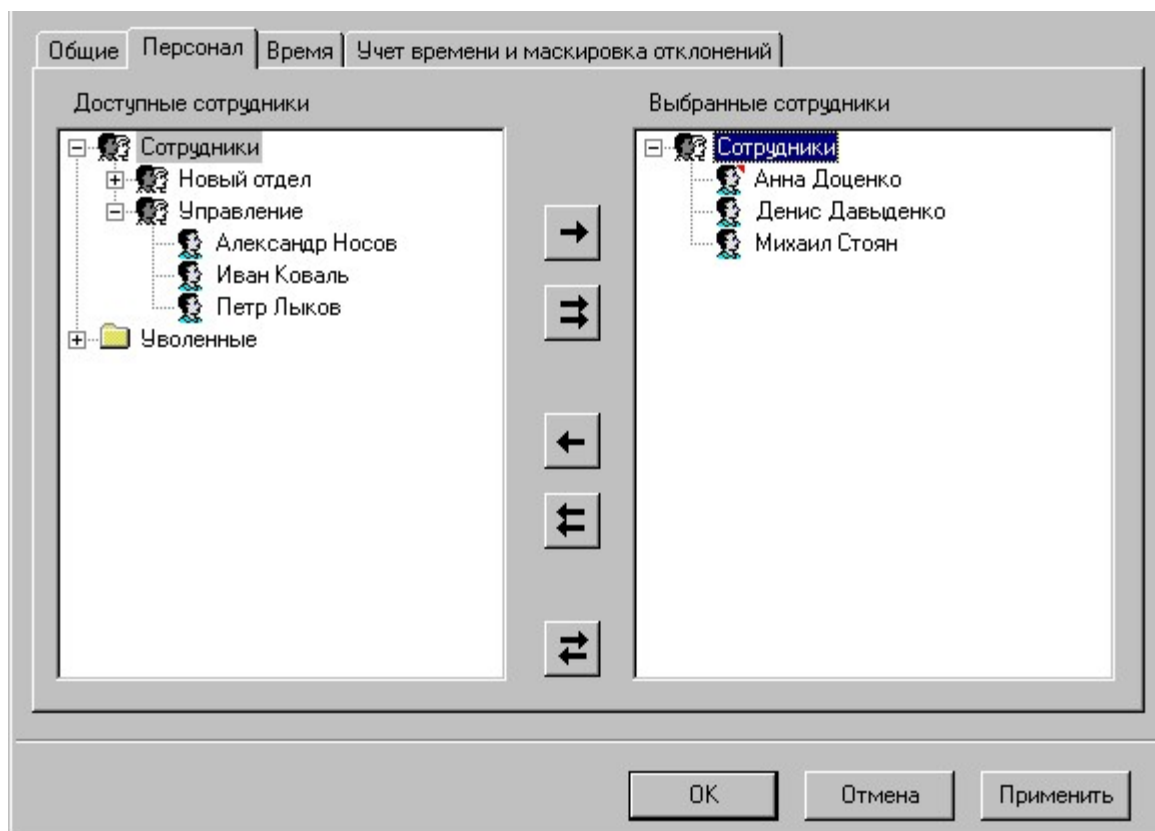 Общие Персонал Время Учет времени и маскировка отклонений
Доступные сотрудники
Сотрудники
Новый отдел
Управление
Александр Носов
Иван Коваль
Петр Лыков
Уволенные
Выбранные сотрудники
Сотрудники
Анна Доценко
Денис Давыденко
Михаил Стоян
OK Отмена Применить